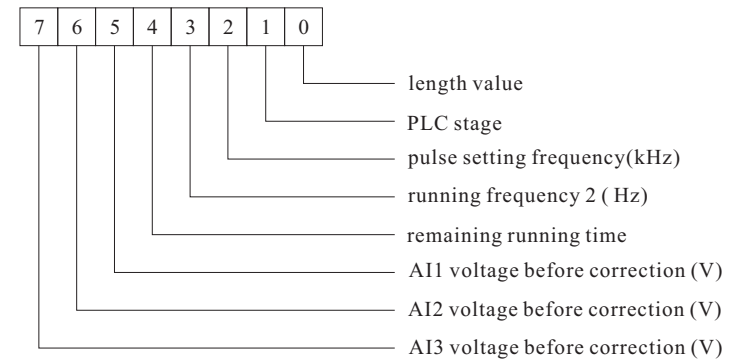 7 6 5 4 3 2 1 0
length value
PLC stage
pulse setting frequency(kHz)
running frequency 2 ( Hz)
remaining running time
AI1 voltage before correction (V)
AI2 voltage before correction (V)
AI3 voltage before correction (V)